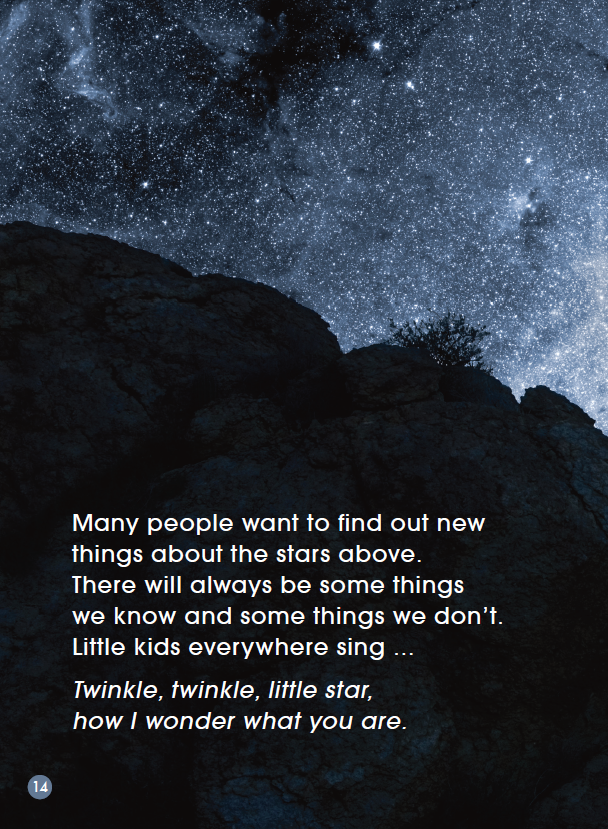 Many people want to find out new
things about the stars above.
There will always be some things
we know and some things we don’t.
Little kids everywhere sing ...
Twinkle, twinkle, little star,
how I wonder what you are.
14